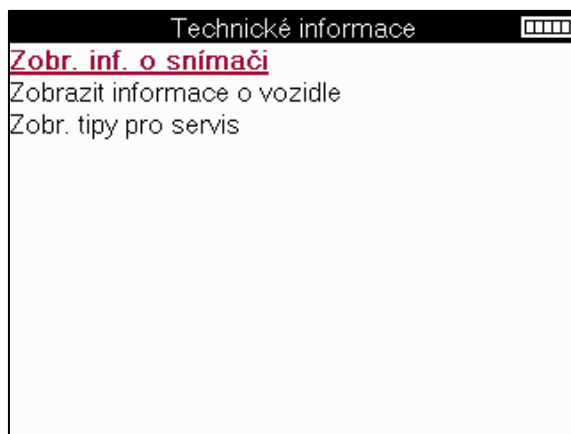 Technické informace
Zobr. inf. o snímači
Zobrazit informace o vozidle
Zobr. tipy pro servis